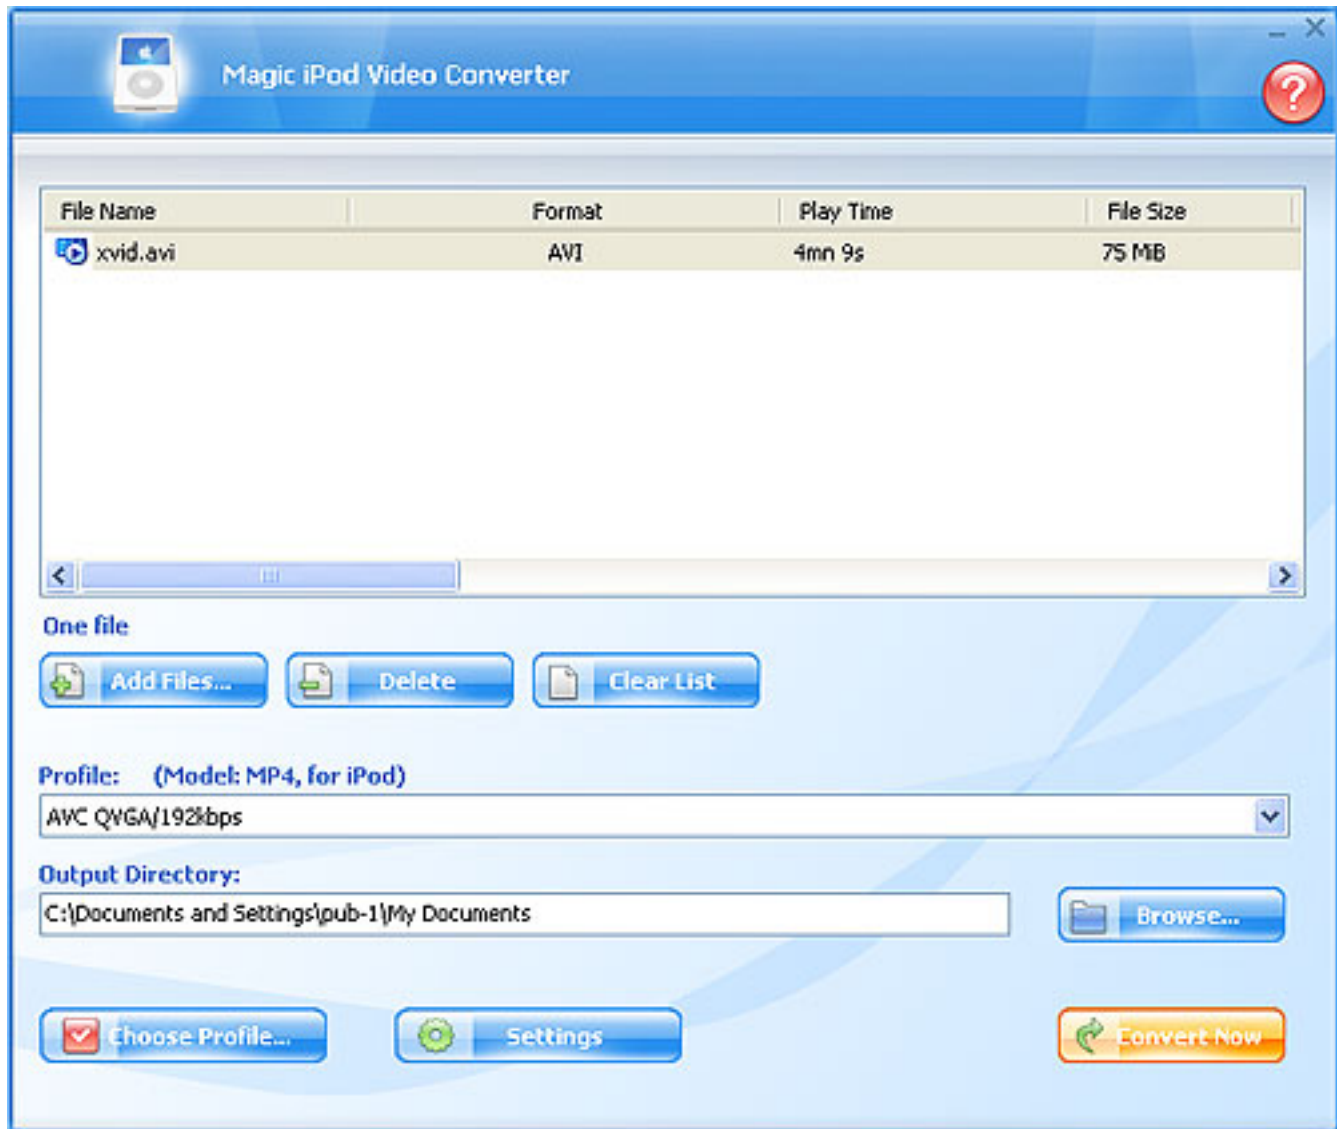 Magic iPod Video Converter
?
File Name Format Play Time File Size
xvid.avi AVI 4mn 9s 75 MiB
One file
Add Files... Delete Clear List
Profile: (Model: MP4, for iPod)
AVC QVGA/192kbps
Output Directory:
C:\Documents and Settings\pub-1\My Documents
Browse...
Choose Profile... Settings Convert Now